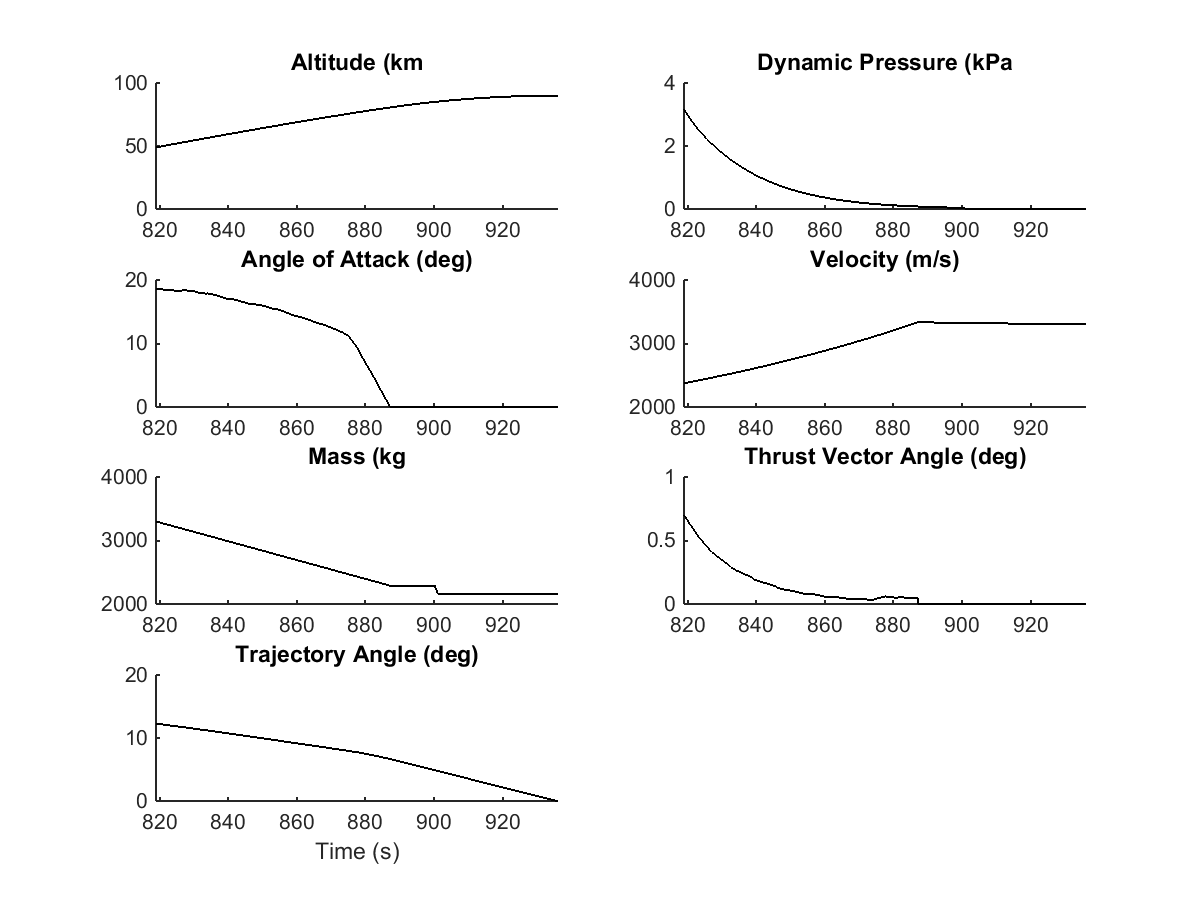 Altitude (km
100
50
0
820 840 860 880 900 920
Dynamic Pressure (kPa
4
2
0
820 840 860 880 900 920
Angle of Attack (deg)
20
10
0
820 840 860 880 900 920
Velocity (m/s)
4000
3000
2000
820 840 860 880 900 920
Mass (kg
4000
3000
2000
820 840 860 880 900 920
Thrust Vector Angle (deg)
1
0.5
0
820 840 860 880 900 920
Trajectory Angle (deg)
20
10
0
820 840 860 880 900 920
Time (s)